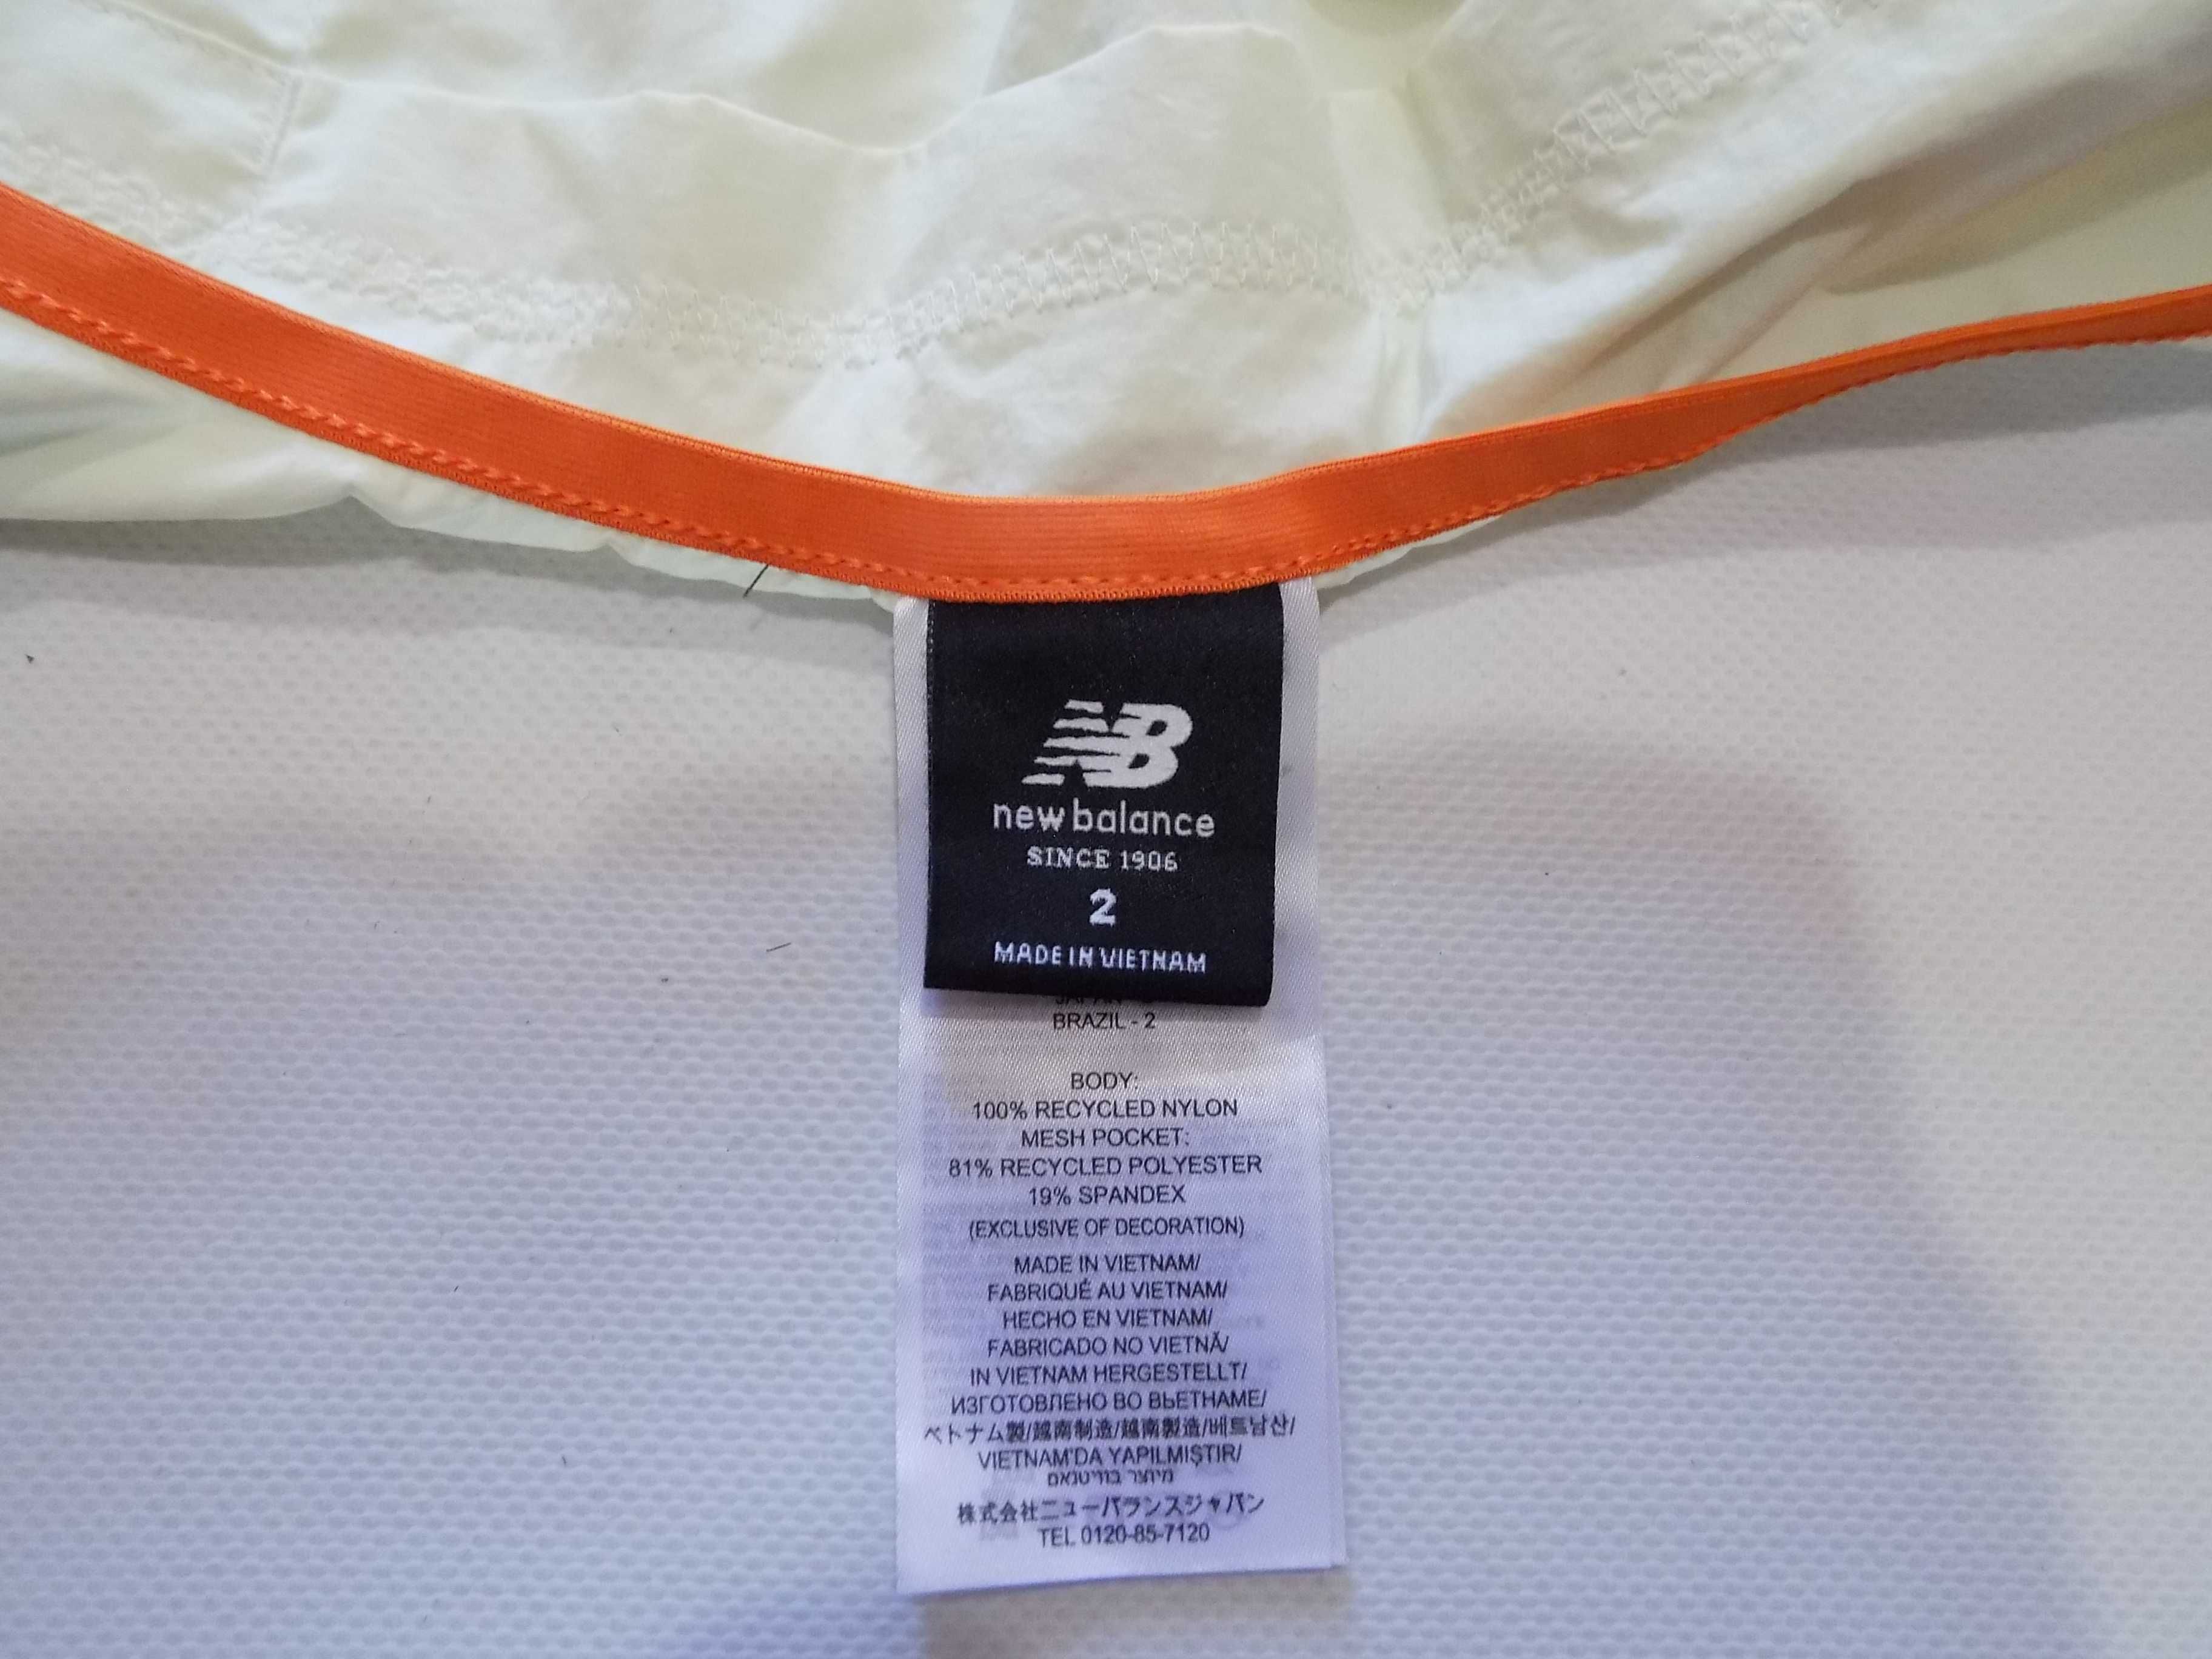 NB
new balance
SINCE 1906
2
MADE IN VIETNAM
BRAZIL - 2
BODY:
100% RECYCLED NYLON
MESH POCKET:
81% RECYCLED POLYESTER
19% SPANDEX
(EXCLUSIVE OF DECORATION)
MADE IN VIETNAM/
FABRIQUÉ AU VIETNAM/
HECHO EN VIETNAM/
FABRICADO NO VIETNÃ/
IN VIETNAM HERGESTELLT/
ИЗГОТОВЛЕНО ВО ВЬЕТНАМЕ/
ベトナム製/越南制造/越南製造/베트남산/
VIETNAM'DA YAPILMIŞTIR/
מיוצר בוויטנאם
株式会社ニューバランスジャパン
TEL 0120-85-7120